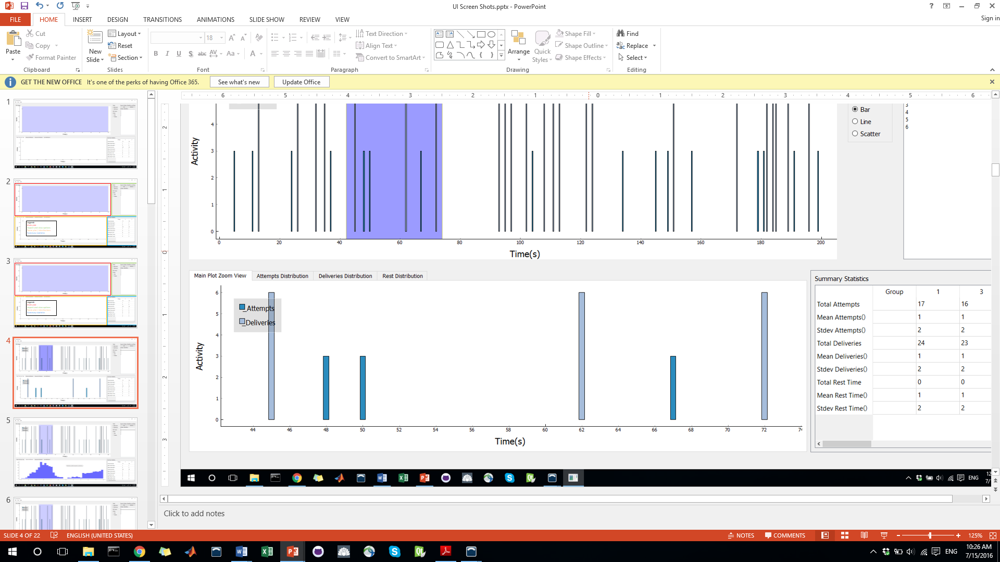 UI Screen Shots.pptx - PowerPoint
Sign in
FILE HOME INSERT DESIGN TRANSITIONS ANIMATIONS SLIDE SHOW REVIEW VIEW
Paste
Cut
Copy
Format Painter
Clipboard
New Slide
Layout
Reset
Section
Slides
18
B I U S abc AV Aa A
Font
Text Direction
Align Text
Convert to SmartArt
Paragraph
Arrange
Quick Styles
Shape Fill
Shape Outline
Shape Effects
Drawing
Find
Replace
Select
Editing
GET THE NEW OFFICE It's one of the perks of having Office 365. See what's new Update Office
6 5 4 3 2 1 0 1 2 3 4 5 6
2 1 0 1 2 3
1
2
3
4
5
6
Activity
4
3
2
1
0
0 20 40 60 80 100 120 140 160 180 200
Time(s)
Bar
Line
Scatter
3
4
5
6
Main Plot Zoom View Attempts Distribution Deliveries Distribution Rest Distribution
_Attempts
_Deliveries
Activity
6
5
4
3
2
1
0
44 46 48 50 52 54 56 58 60 62 64 66 68 70 72 74
Time(s)
Summary Statistics
Group 1 3
Total Attempts 17 16
Mean Attempts() 1 1
Stdev Attempts() 2 2
Total Deliveries 24 23
Mean Deliveries() 1 1
Stdev Deliveries() 2 2
Total Rest Time 0 0
Mean Rest Time() 1 1
Stdev Rest Time() 2 2
ENG
Click to add notes
SLIDE 4 OF 22 ENGLISH (UNITED STATES) NOTES COMMENTS 125%
ENG 10:26 AM
7/15/2016